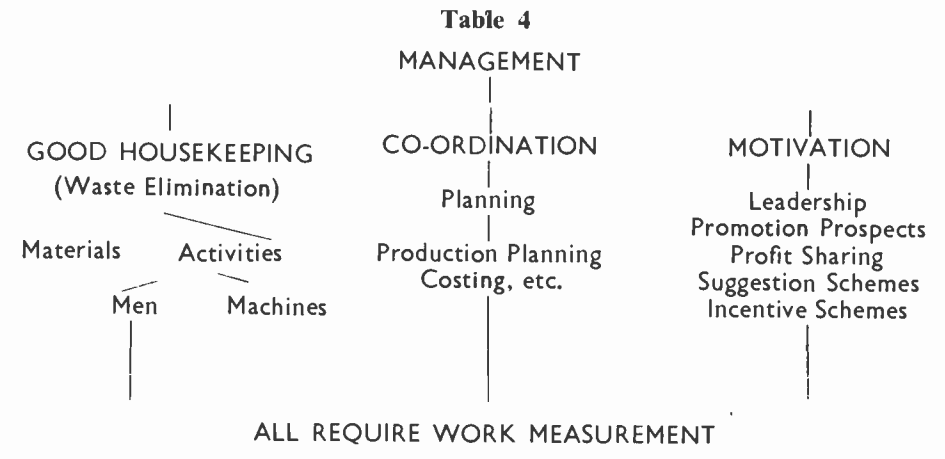 Table 4
MANAGEMENT
GOOD HOUSEKEEPING
(Waste Elimination)
Materials Activities
Men Machines
CO-ORDINATION
Planning
Production Planning
Costing, etc.
MOTIVATION
Leadership
Promotion Prospects
Profit Sharing
Suggestion Schemes
Incentive Schemes
ALL REQUIRE WORK MEASUREMENT